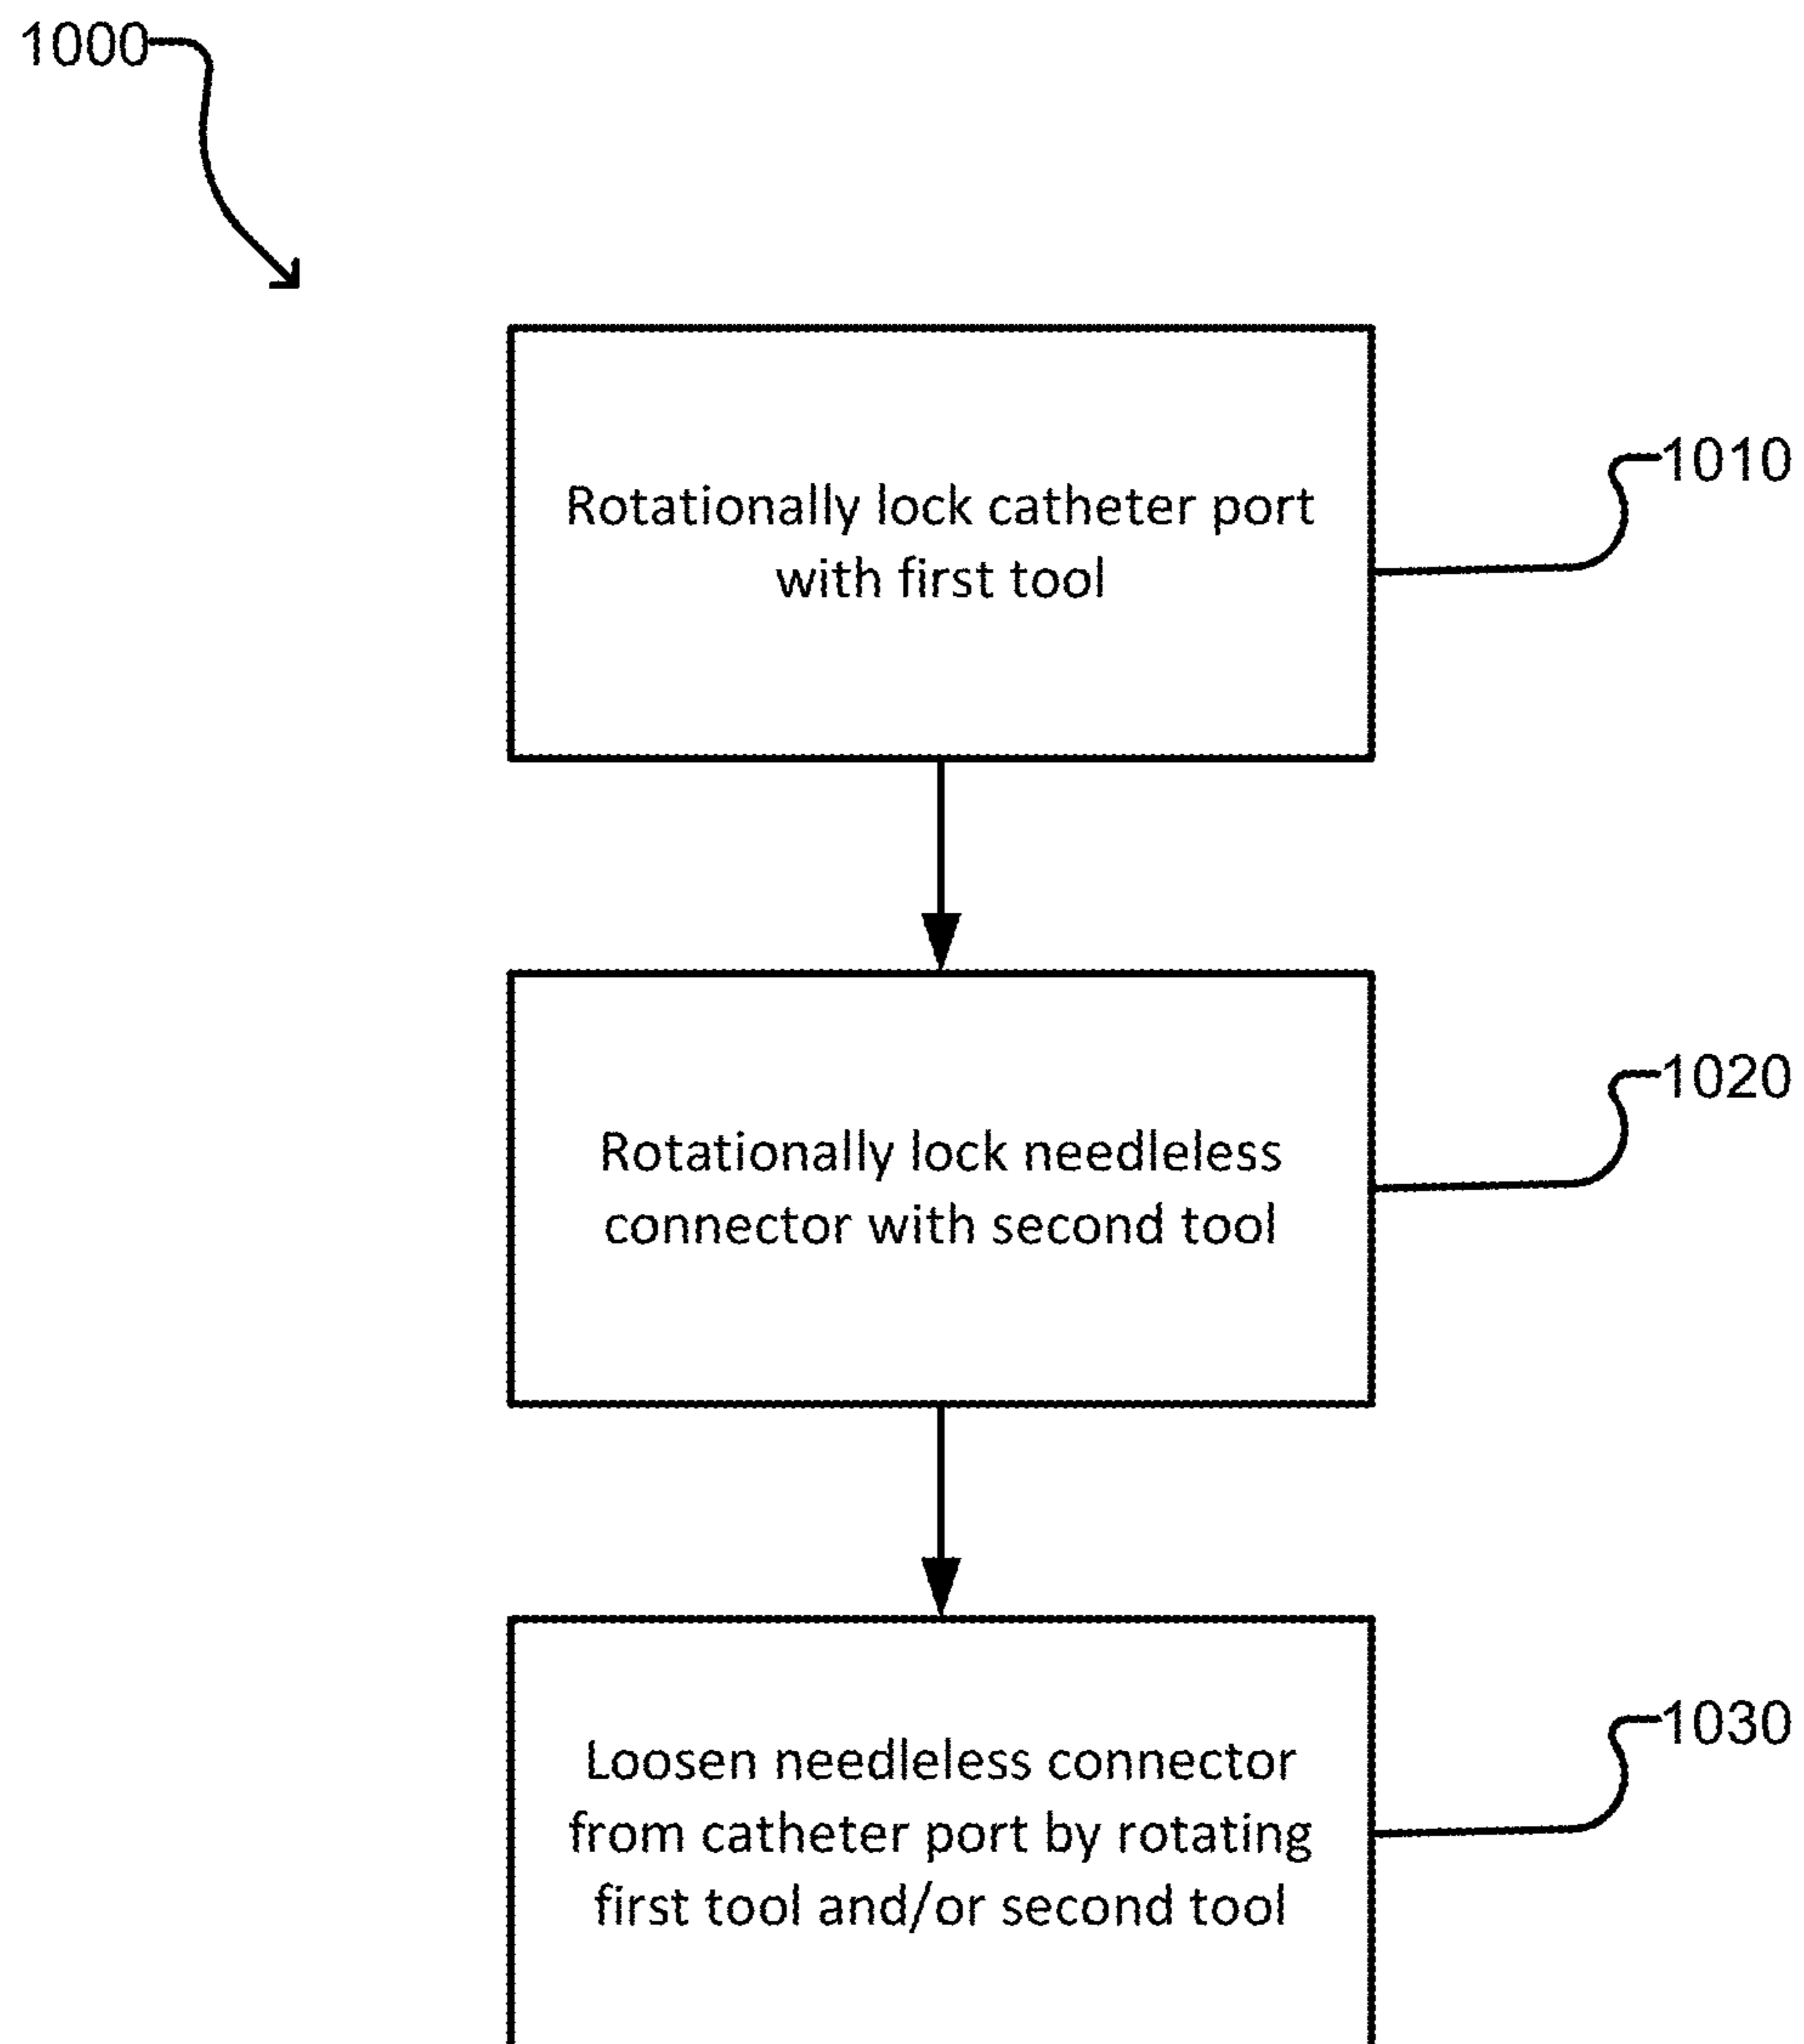 1000
Rotationally lock catheter port
with first tool
1010
Rotationally lock needleless
connector with second tool
1020
Loosen needleless connector
from catheter port by rotating
first tool and/or second tool
1030